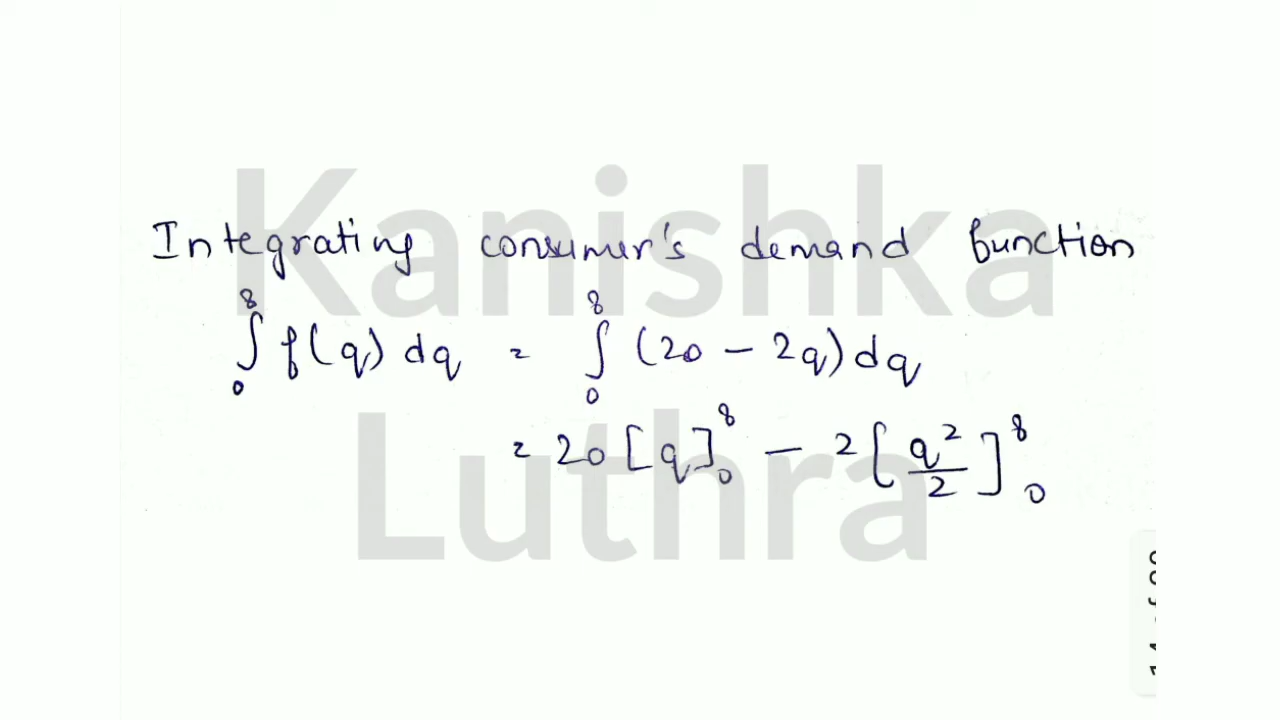 Kanishka
Luthra
Integrating consumer's demand function
∫₀⁸ f(q) dq = ∫₀⁸ (20 - 2q) dq
= 20 [q]₀⁸ - 2 [q²/2]₀⁸